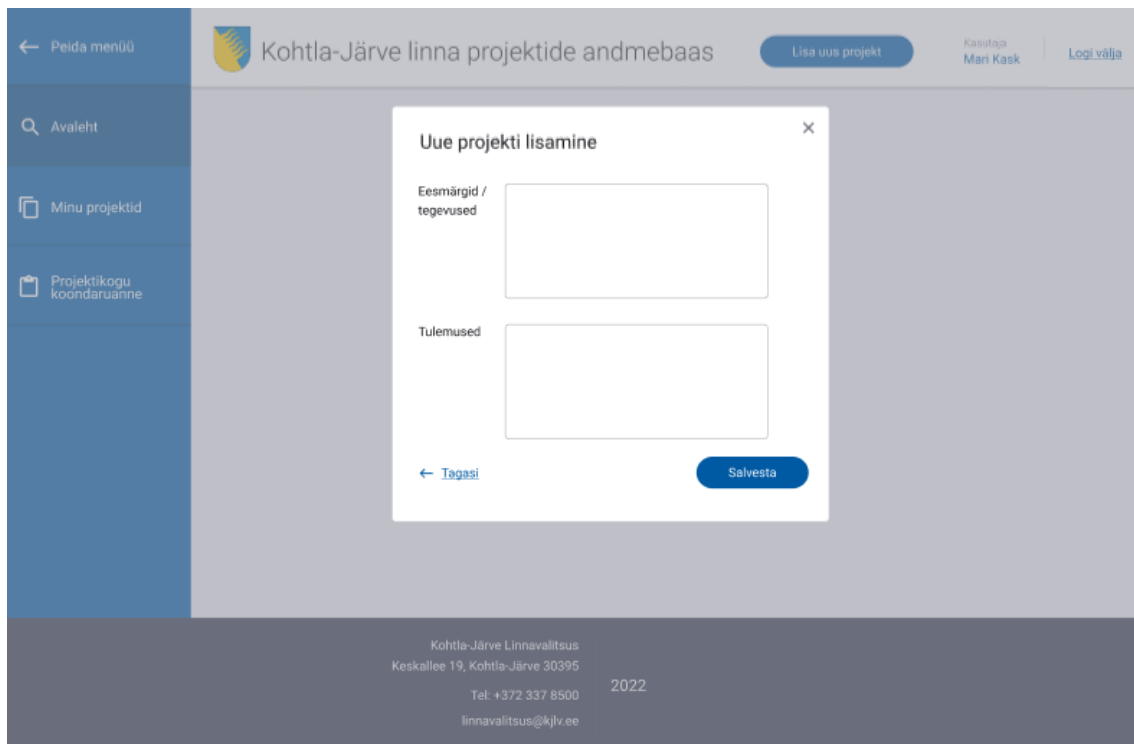 Peida menüü
Kohtla-Järve linna projektide andmebaas
Lisa uus projekt
Kasutaja
Mari Kask
Logi välja
Avaleht
Minu projektid
Projektikogu
koondaruanne
Uue projekti lisamine
Eesmärgid /
tegevused
Tulemused
Tagasi
Salvesta
Kohtla-Järve Linnavalitsus
Keskallee 19, Kohtla-Järve 30395
Tel: +372 337 8500
linnavalitsus@kjlv.ee
2022